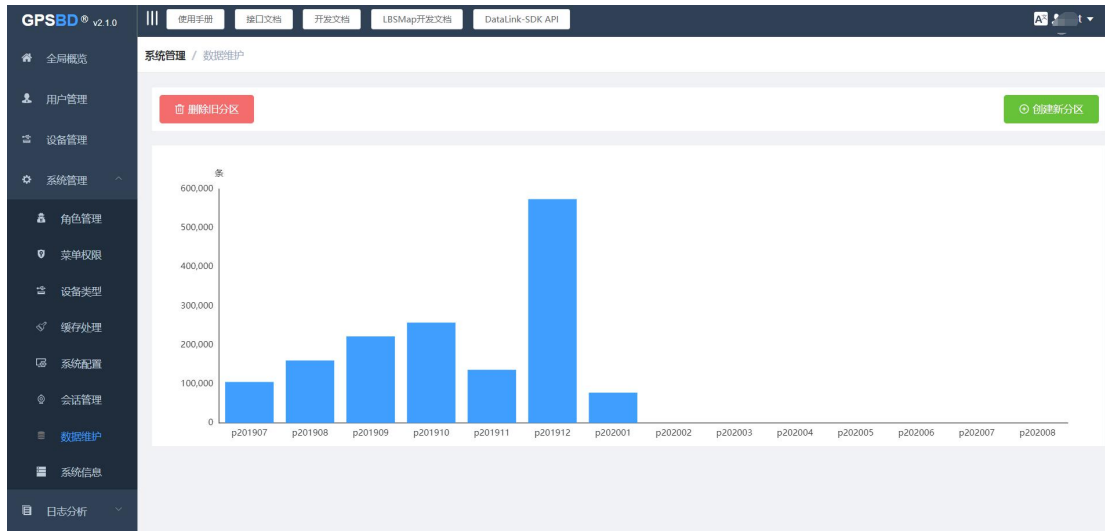 GPSBD® v2.1.0
使用手册 接口文档 开发文档 LBSMap开发文档 DataLink-SDK API
全局概览
用户管理
设备管理
系统管理
角色管理
菜单权限
设备类型
缓存处理
系统配置
会话管理
数据维护
系统信息
日志分析
系统管理 / 数据维护
删除旧分区
创建新分区
条
600,000
500,000
400,000
300,000
200,000
100,000
0
p201907 p201908 p201909 p201910 p201911 p201912 p202001 p202002 p202003 p202004 p202005 p202006 p202007 p202008